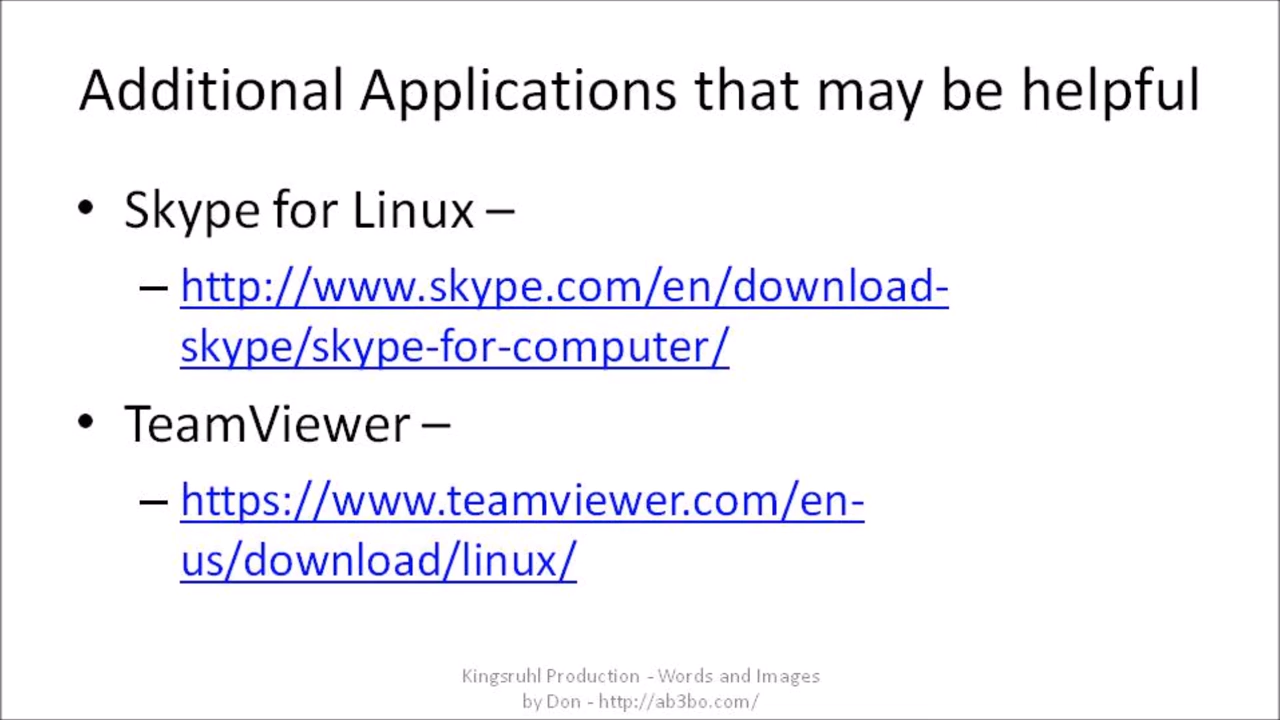 Additional Applications that may be helpful
• Skype for Linux –
– http://www.skype.com/en/download-
skype/skype-for-computer/
• TeamViewer –
– https://www.teamviewer.com/en-
us/download/linux/
Kingsruhl Production - Words and Images
by Don - http://ab3bo.com/